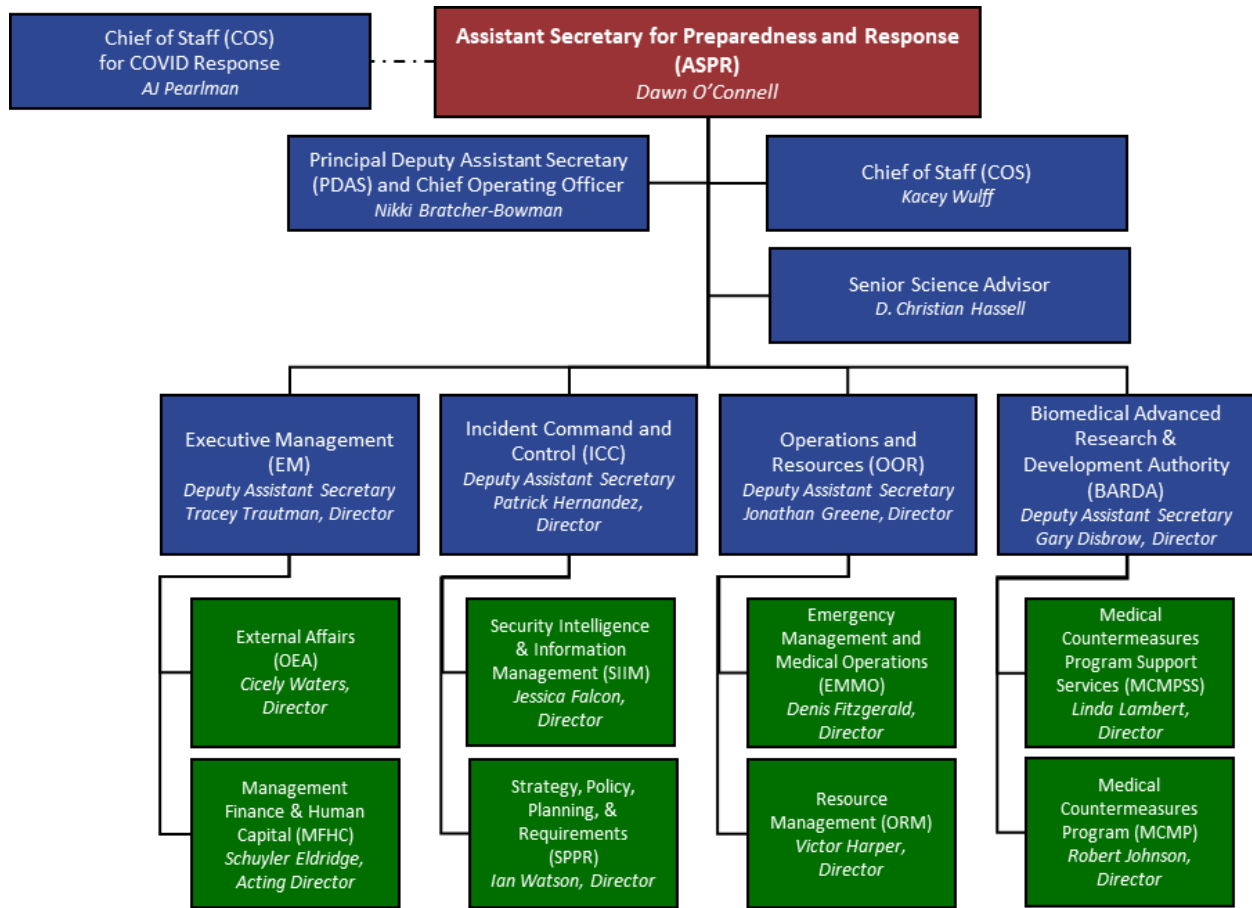 Chief of Staff (COS)
for COVID Response
AJ Pearlman
Assistant Secretary for Preparedness and Response
(ASPR)
Dawn O’Connell
Principal Deputy Assistant Secretary
(PDAS) and Chief Operating Officer
Nikki Bratcher-Bowman
Chief of Staff (COS)
Kacey Wulff
Senior Science Advisor
D. Christian Hassell
Executive Management
(EM)
Deputy Assistant Secretary
Tracey Trautman, Director
Incident Command and
Control (ICC)
Deputy Assistant Secretary
Patrick Hernandez,
Director
Operations and
Resources (OOR)
Deputy Assistant Secretary
Jonathan Greene, Director
Biomedical Advanced
Research &
Development Authority
(BARDA)
Deputy Assistant Secretary
Gary Disbrow, Director
External Affairs
(OEA)
Cicely Waters,
Director
Security Intelligence
& Information
Management (SIIM)
Jessica Falcon,
Director
Emergency
Management and
Medical Operations
(EMMO)
Denis Fitzgerald,
Director
Medical
Countermeasures
Program Support
Services (MCMPSS)
Linda Lambert,
Director
Management
Finance & Human
Capital (MFHC)
Schuyler Eldridge,
Acting Director
Strategy, Policy,
Planning, &
Requirements
(SPPR)
Ian Watson, Director
Resource
Management (ORM)
Victor Harper,
Director
Medical
Countermeasures
Program (MCMP)
Robert Johnson,
Director